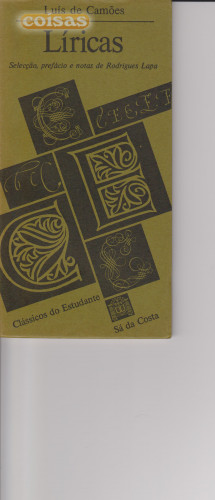 Luís de Camões
coisas
Líricas
Selecção, prefácio e notas de Rodrigues Lapa
Clássicos do Estudante
Sá da Costa